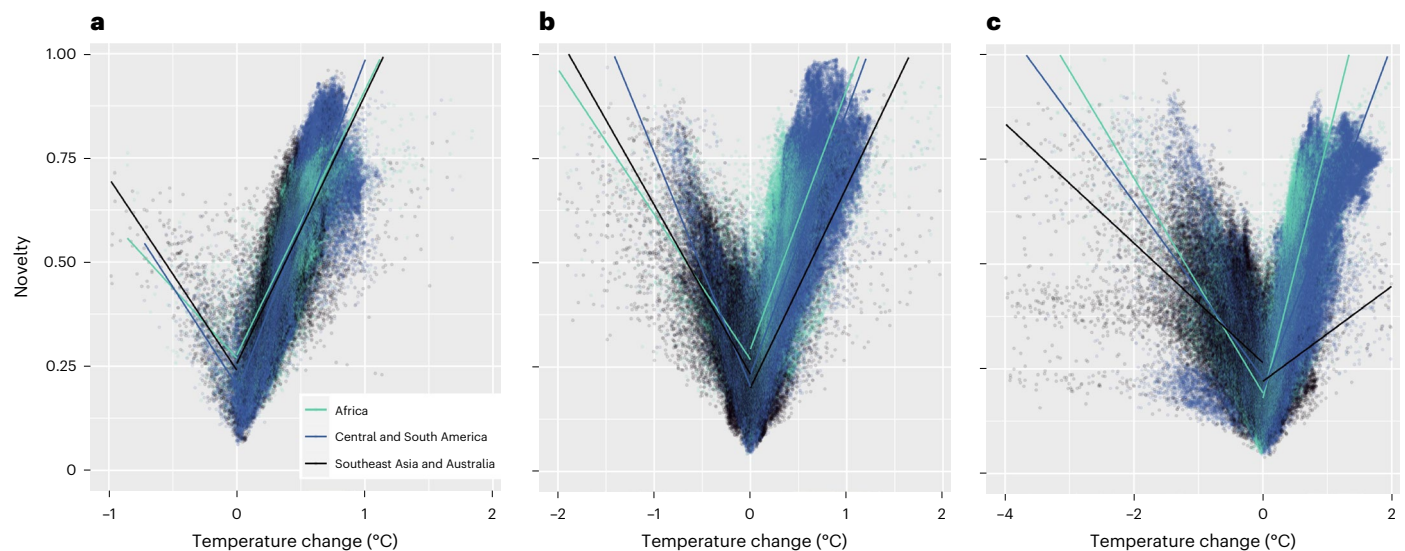 a
b
c
1.00
0.75
0.50
0.25
0
Novelty
Africa
Central and South America
Southeast Asia and Australia
–1
0
1
2
–2
–1
0
1
2
–4
–2
0
2
Temperature change (°C)
Temperature change (°C)
Temperature change (°C)